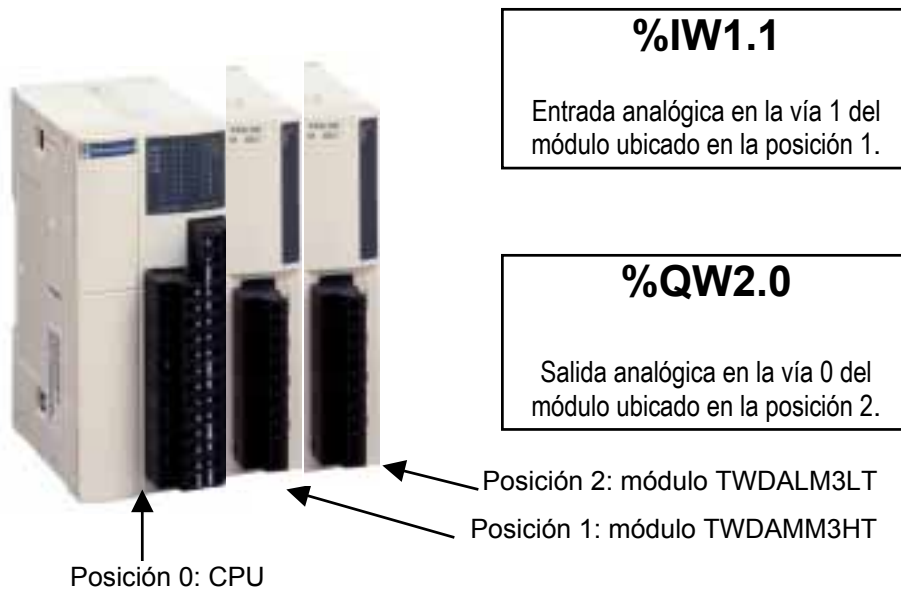 %IW1.1
Entrada analógica en la vía 1 del
módulo ubicado en la posición 1.
%QW2.0
Salida analógica en la vía 0 del
módulo ubicado en la posición 2.
Posición 2: módulo TWDALM3LT
Posición 1: módulo TWDAMM3HT
Posición 0: CPU